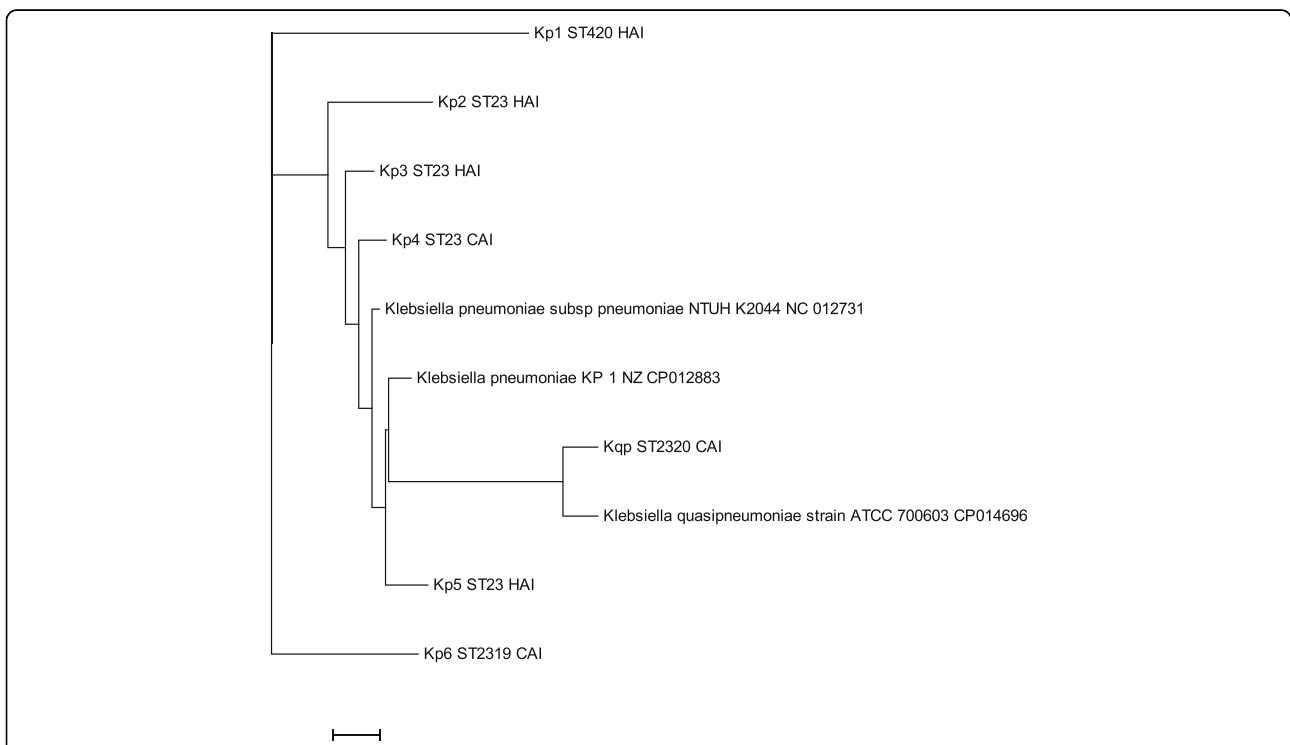 Kp1 ST420 HAI
Kp2 ST23 HAI
Kp3 ST23 HAI
Kp4 ST23 CAI
Klebsiella pneumoniae subsp pneumoniae NTUH K2044 NC 012731
Klebsiella pneumoniae KP 1 NZ CP012883
Kqp ST2320 CAI
Klebsiella quasipneumoniae strain ATCC 700603 CP014696
Kp5 ST23 HAI
Kp6 ST2319 CAI